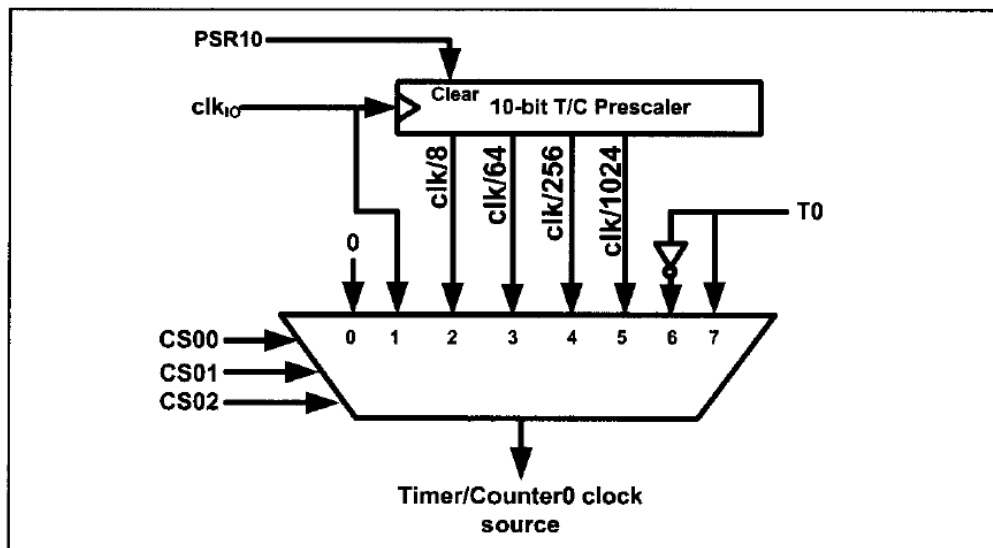 PSR10
Clear
clkIO
10-bit T/C Prescaler
clk/8
clk/64
clk/256
clk/1024
T0
0
0 1 2 3 4 5 6 7
CS00
CS01
CS02
Timer/Counter0 clock
source